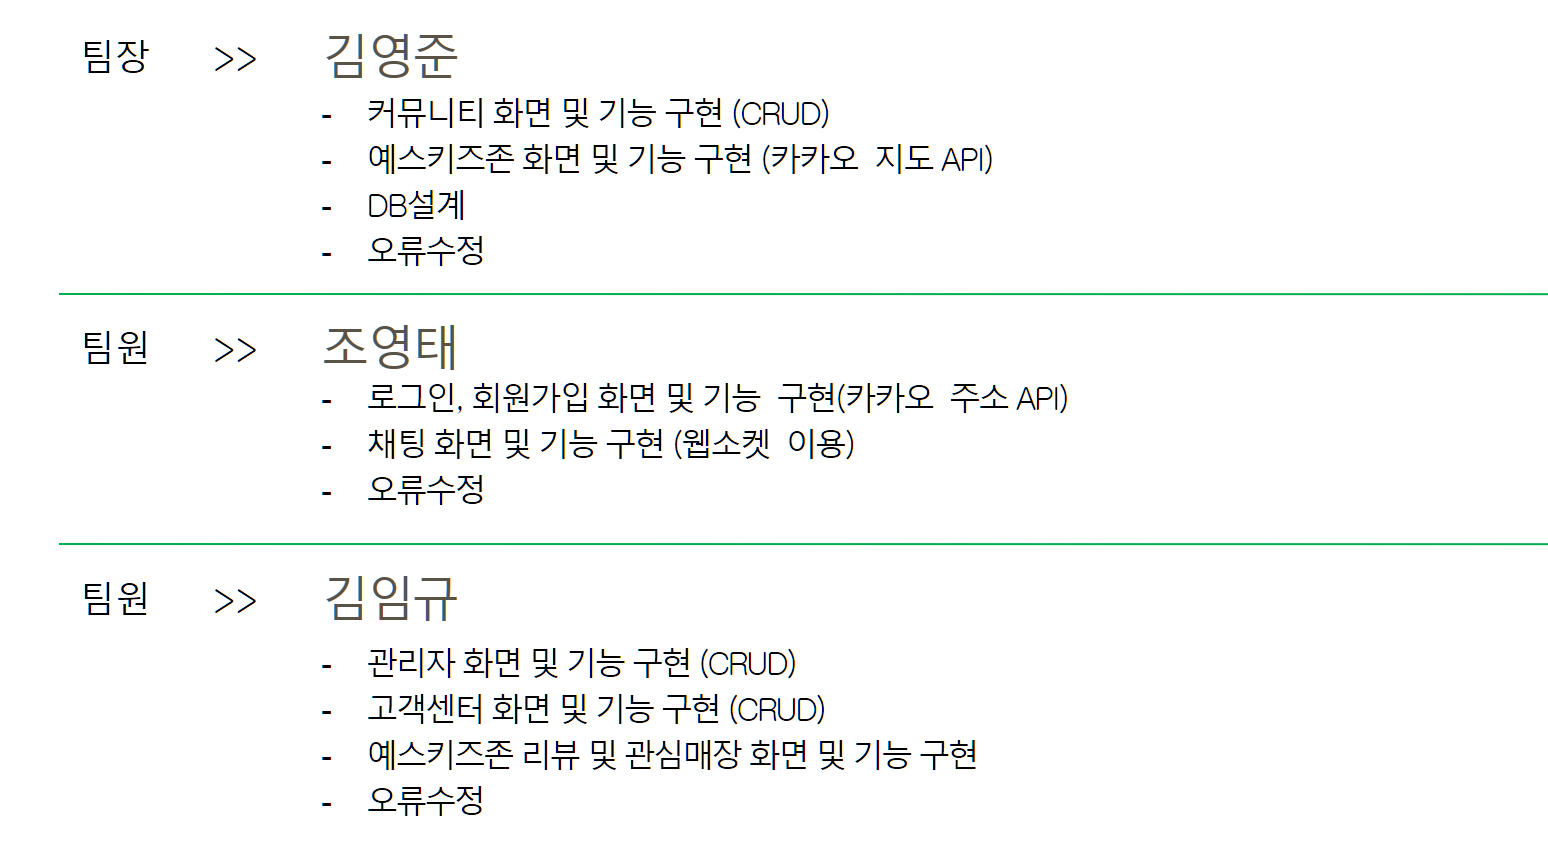 팀장 >> 김영준
- 커뮤니티 화면 및 기능 구현 (CRUD)
- 예스키즈존 화면 및 기능 구현 (카카오 지도 API)
- DB설계
- 오류수정
팀원 >> 조영태
- 로그인, 회원가입 화면 및 기능 구현(카카오 주소 API)
- 채팅 화면 및 기능 구현 (웹소켓 이용)
- 오류수정
팀원 >> 김임규
- 관리자 화면 및 기능 구현 (CRUD)
- 고객센터 화면 및 기능 구현 (CRUD)
- 예스키즈존 리뷰 및 관심매장 화면 및 기능 구현
- 오류수정